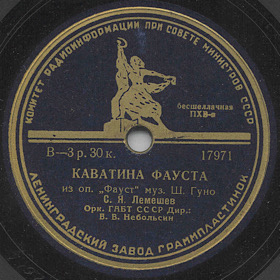 КОМИТЕТ РАДИОИНФОРМАЦИИ ПРИ СОВЕТЕ МИНИСТРОВ СССР
бесшеллачная
ПХВ-а
В—3 р. 30 к. 17971
КАВАТИНА ФАУСТА
из оп. „Фауст" муз. Ш. Гуно
С. Я. Лемешев
Орк. ГАБТ СССР Дир.:
В. В. Небольсин
ЛЕНИНГРАДСКИЙ ЗАВОД ГРАМПЛАСТИНОК